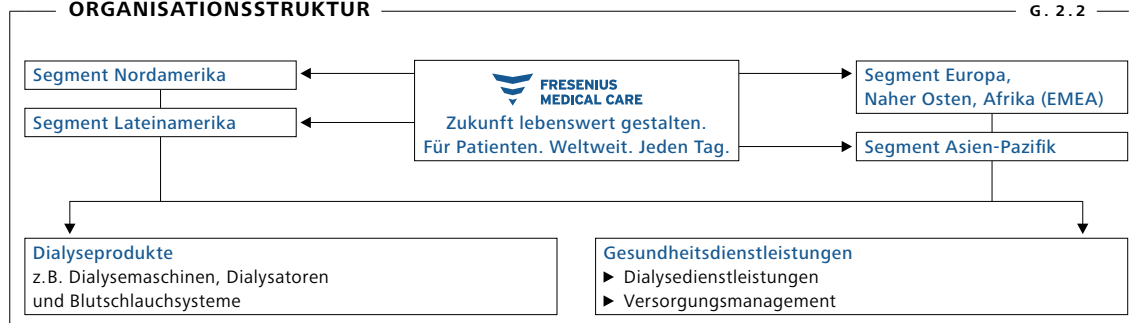 ORGANISATIONSSTRUKTUR
G. 2.2
Segment Nordamerika
Segment Lateinamerika
FRESENIUS
MEDICAL CARE
Zukunft lebenswert gestalten.
Für Patienten. Weltweit. Jeden Tag.
Segment Europa,
Naher Osten, Afrika (EMEA)
Segment Asien-Pazifik
Dialyseprodukte
z.B. Dialysemaschinen, Dialysatoren
und Blutschlauchsysteme
Gesundheitsdienstleistungen
▶ Dialysedienstleistungen
▶ Versorgungsmanagement